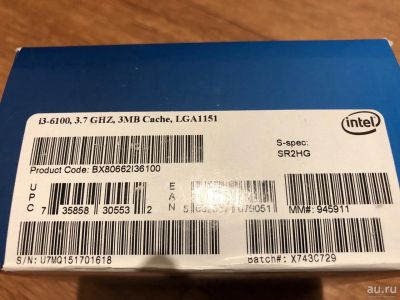 i3-6100, 3.7 GHZ, 3MB Cache, LGA1151
intel
S-spec:
SR2HG
Product Code: BX80662I36100
UPC 7 35858 30553 2
EAN
079051
MM#: 945911
S/N: U7MQ151701618
Batch#: X743C729
au.ru